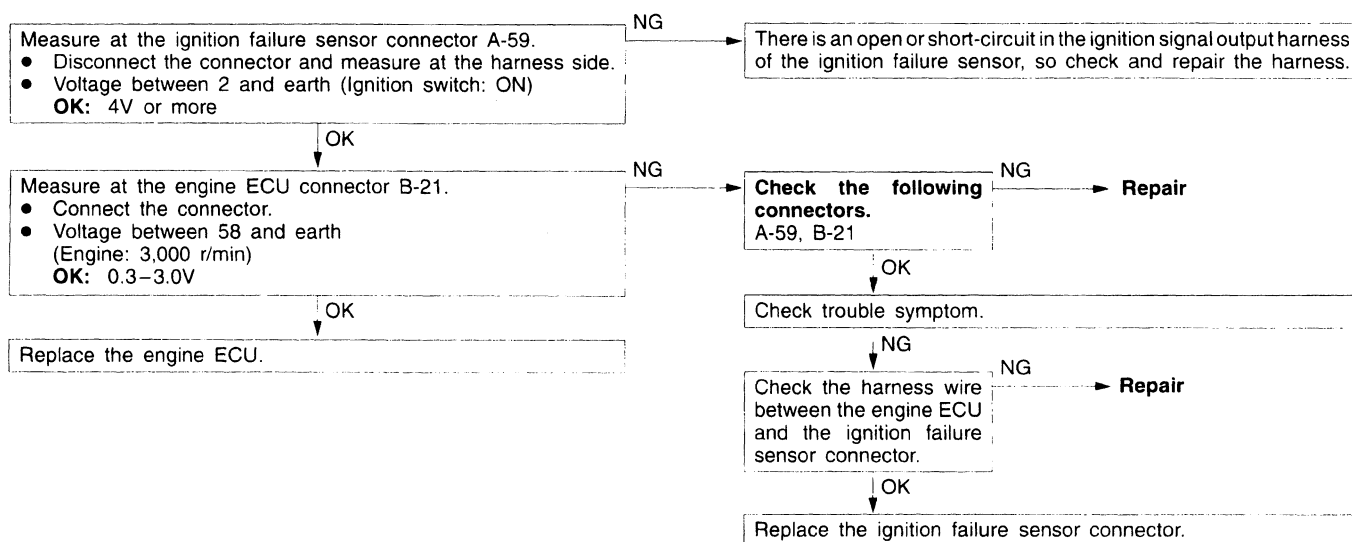 Measure at the ignition failure sensor connector A-59.
● Disconnect the connector and measure at the harness side.
● Voltage between 2 and earth (Ignition switch: ON)
OK: 4V or more
NG
There is an open or short-circuit in the ignition signal output harness
of the ignition failure sensor, so check and repair the harness.
OK
Measure at the engine ECU connector B-21.
● Connect the connector.
● Voltage between 58 and earth
(Engine: 3,000 r/min)
OK: 0.3–3.0V
NG
Check the following
connectors.
A-59, B-21
NG
Repair
OK
Replace the engine ECU.
OK
Check trouble symptom.
NG
Check the harness wire
between the engine ECU
and the ignition failure
sensor connector.
NG
Repair
OK
Replace the ignition failure sensor connector.